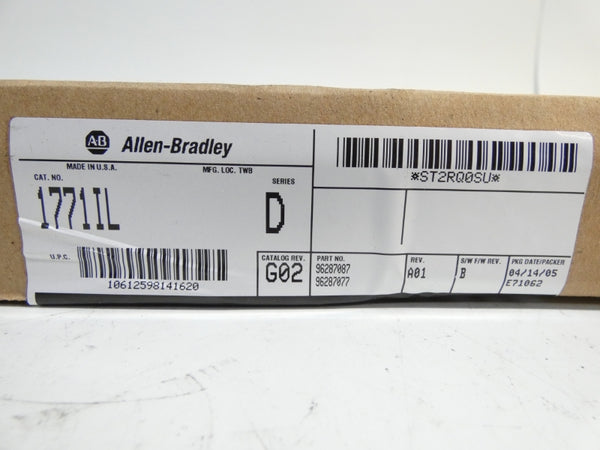 AB Allen-Bradley
MADE IN U.S.A. MFG. LOC. TWB
CAT. NO. SERIES
1771IL D
U.P.C.
10612598141620
CATALOG REV.
G02
*ST2RQ0SU*
PART NO. REV. S/W F/W REV. PKG DATE/PACKER
96287087 A01 B 04/14/05
96287077 E71062